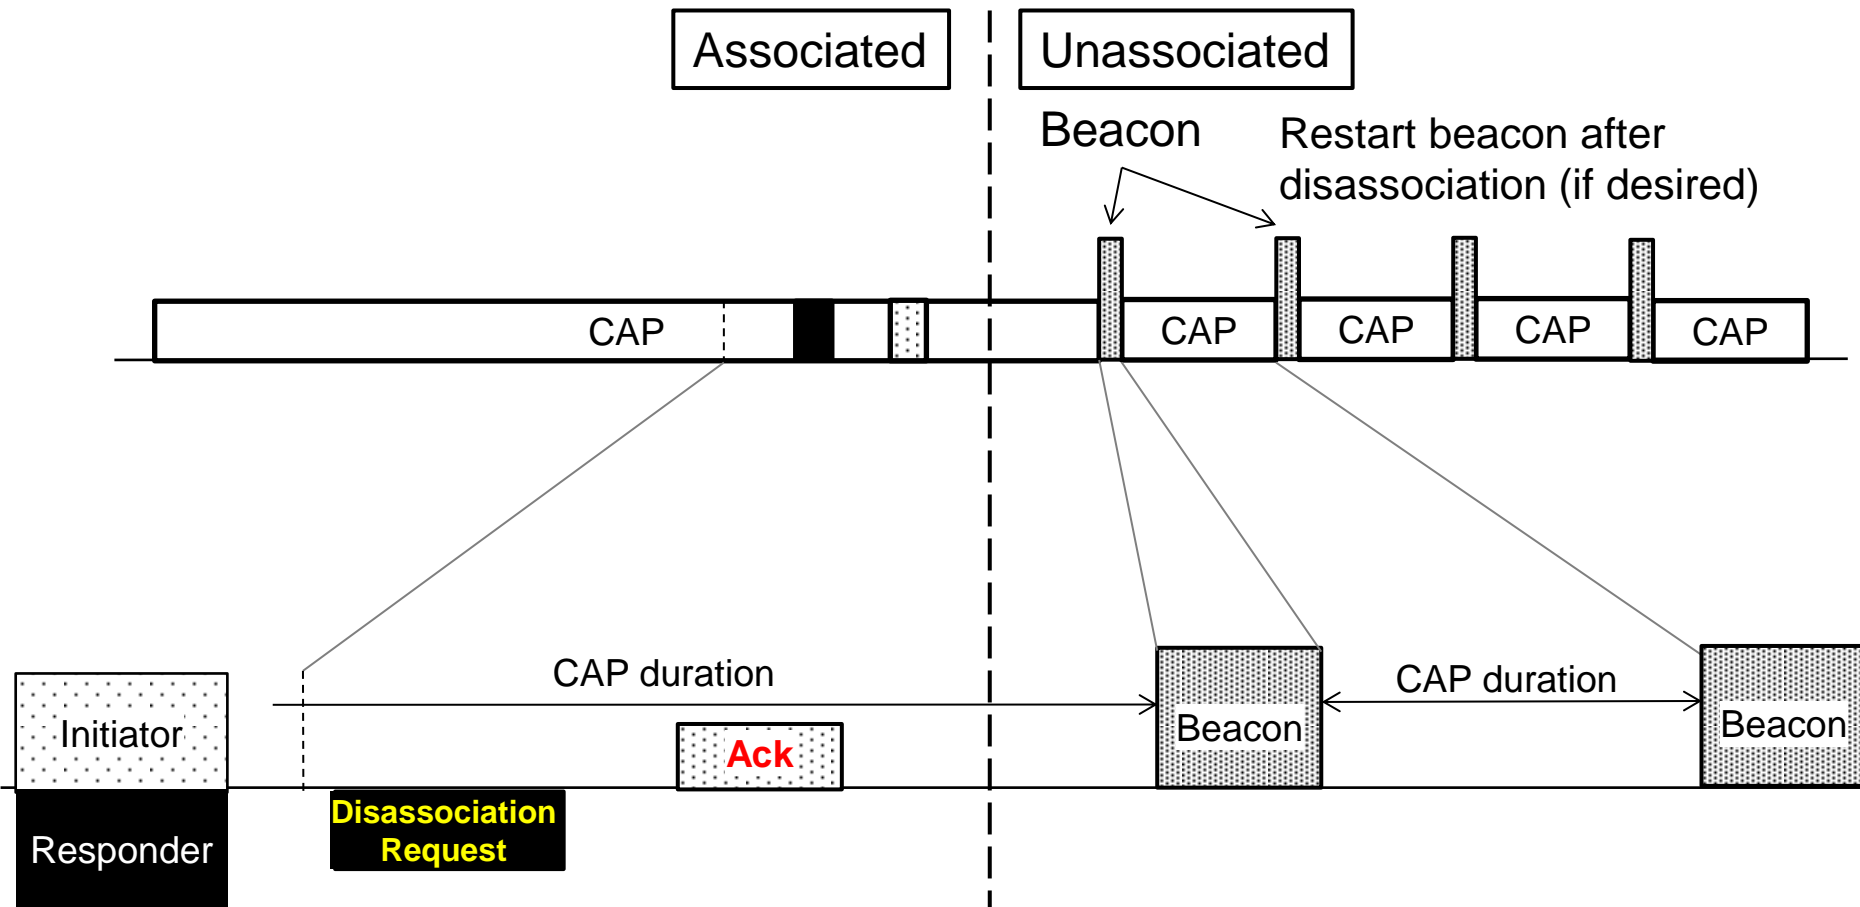 Associated
Unassociated
Beacon
Restart beacon after
disassociation (if desired)
CAP
CAP
CAP
CAP
CAP
CAP duration
CAP duration
Initiator
Ack
Beacon
Beacon
Responder
Disassociation
Request